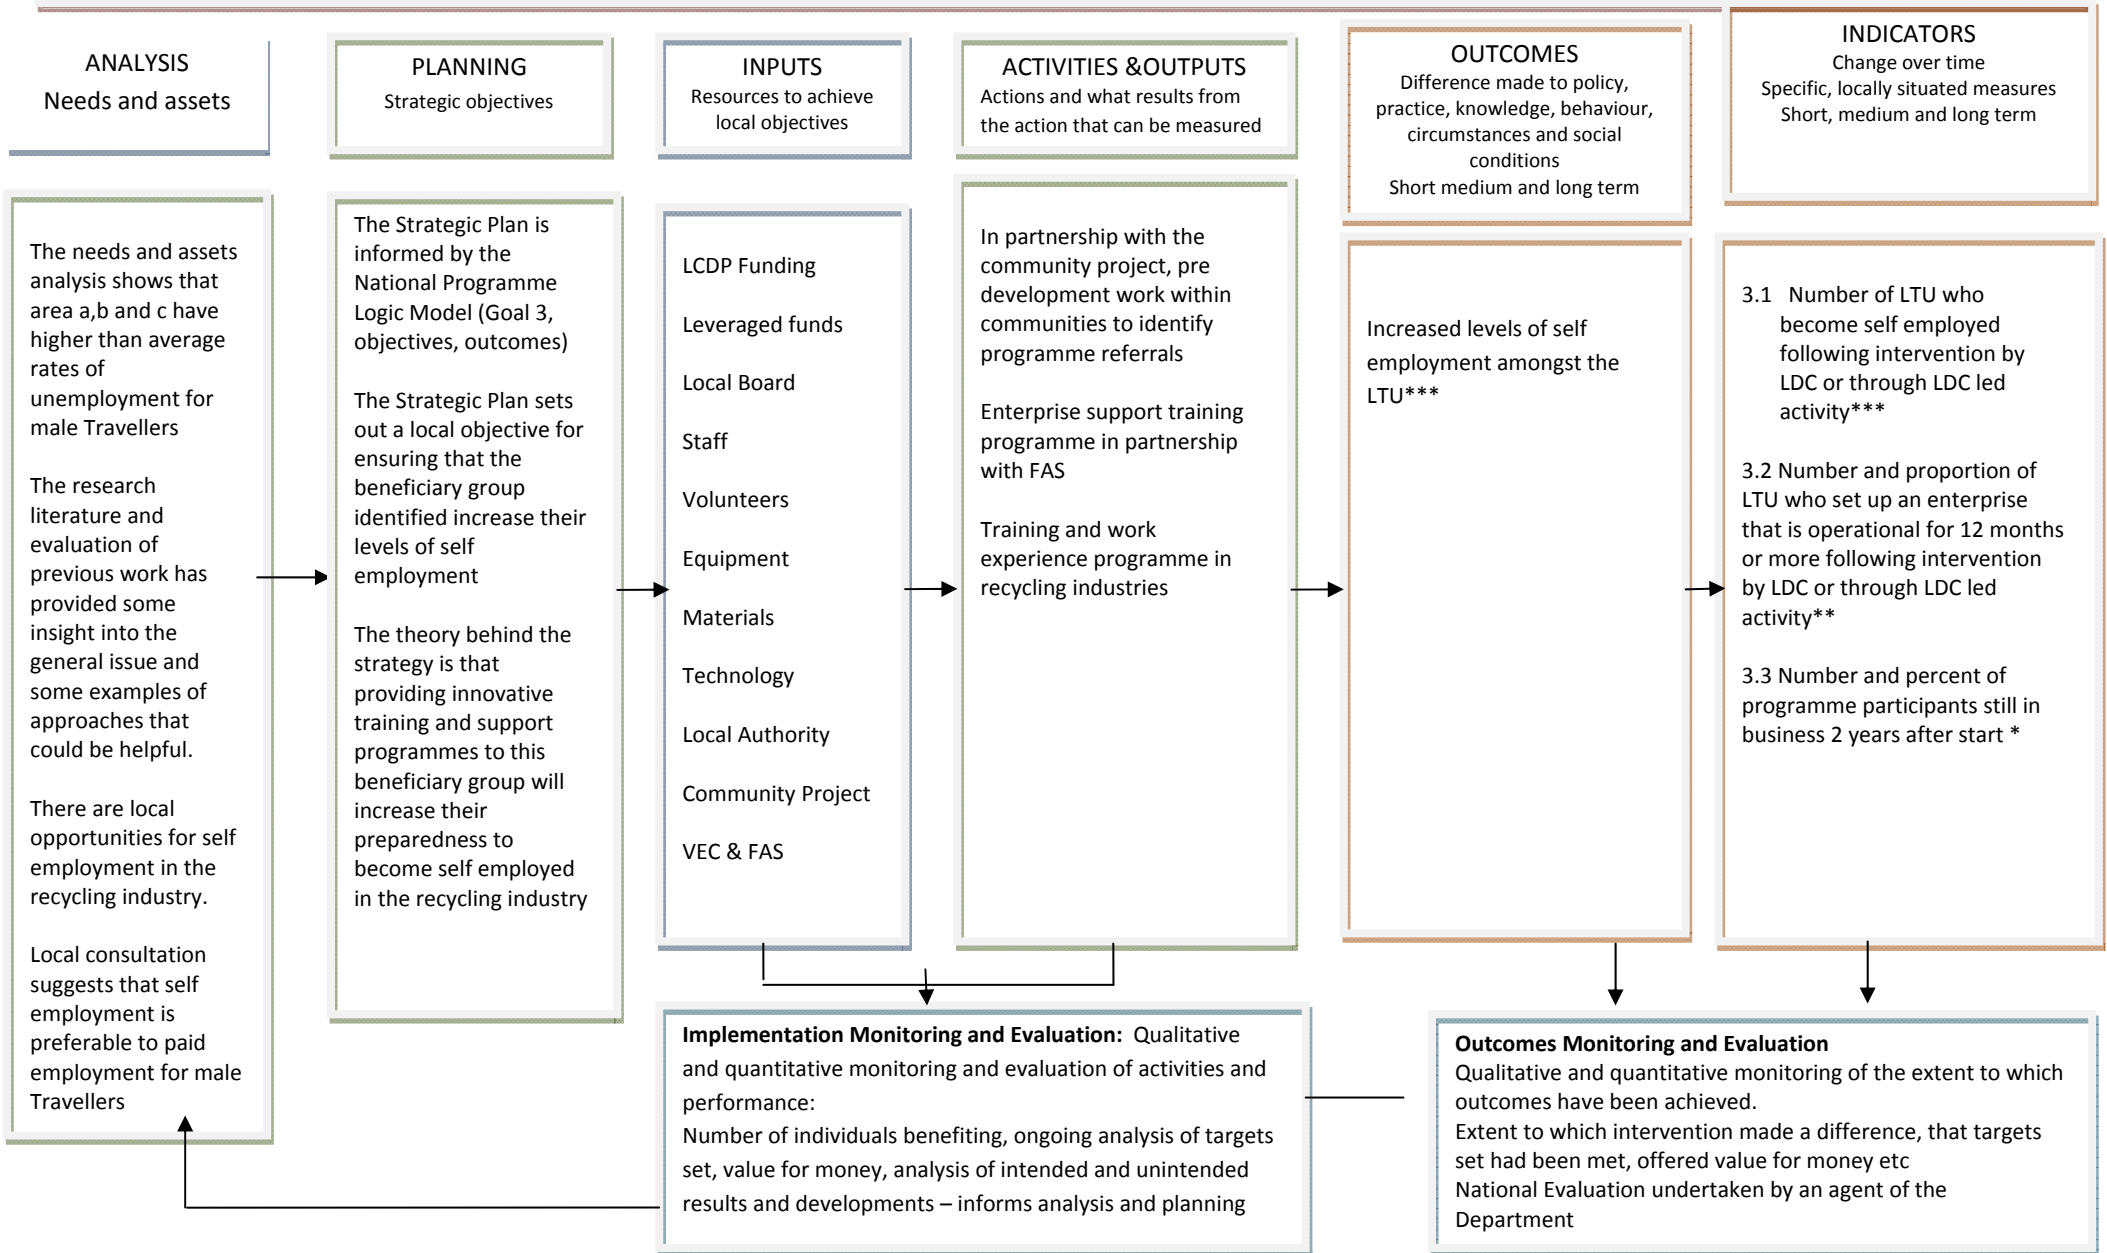 ANALYSIS
Needs and assets
PLANNING
Strategic objectives
INPUTS
Resources to achieve
local objectives
ACTIVITIES &OUTPUTS
Actions and what results from
the action that can be measured
OUTCOMES
Difference made to policy,
practice, knowledge, behaviour,
circumstances and social
conditions
Short medium and long term
INDICATORS
Change over time
Specific, locally situated measures
Short, medium and long term
The needs and assets
analysis shows that
area a,b and c have
higher than average
rates of
unemployment for
male Travellers
The research
literature and
evaluation of
previous work has
provided some
insight into the
general issue and
some examples of
approaches that
could be helpful.
There are local
opportunities for self
employment in the
recycling industry.
Local consultation
suggests that self
employment is
preferable to paid
employment for male
Travellers
The Strategic Plan is
informed by the
National Programme
Logic Model (Goal 3,
objectives, outcomes)
The Strategic Plan sets
out a local objective for
ensuring that the
beneficiary group
identified increase their
levels of self
employment
The theory behind the
strategy is that
providing innovative
training and support
programmes to this
beneficiary group will
increase their
preparedness to
become self employed
in the recycling industry
LCDP Funding
Leveraged funds
Local Board
Staff
Volunteers
Equipment
Materials
Technology
Local Authority
Community Project
VEC & FAS
In partnership with the
community project, pre
development work within
communities to identify
programme referrals
Enterprise support training
programme in partnership
with FAS
Training and work
experience programme in
recycling industries
Increased levels of self
employment amongst the
LTU***
3.1 Number of LTU who
become self employed
following intervention by
LDC or through LDC led
activity***
3.2 Number and proportion of
LTU who set up an enterprise
that is operational for 12 months
or more following intervention
by LDC or through LDC led
activity**
3.3 Number and percent of
programme participants still in
business 2 years after start *
Implementation Monitoring and Evaluation: Qualitative
and quantitative monitoring and evaluation of activities and
performance:
Number of individuals benefiting, ongoing analysis of targets
set, value for money, analysis of intended and unintended
results and developments – informs analysis and planning
Outcomes Monitoring and Evaluation
Qualitative and quantitative monitoring of the extent to which
outcomes have been achieved.
Extent to which intervention made a difference, that targets
set had been met, offered value for money etc
National Evaluation undertaken by an agent of the
Department